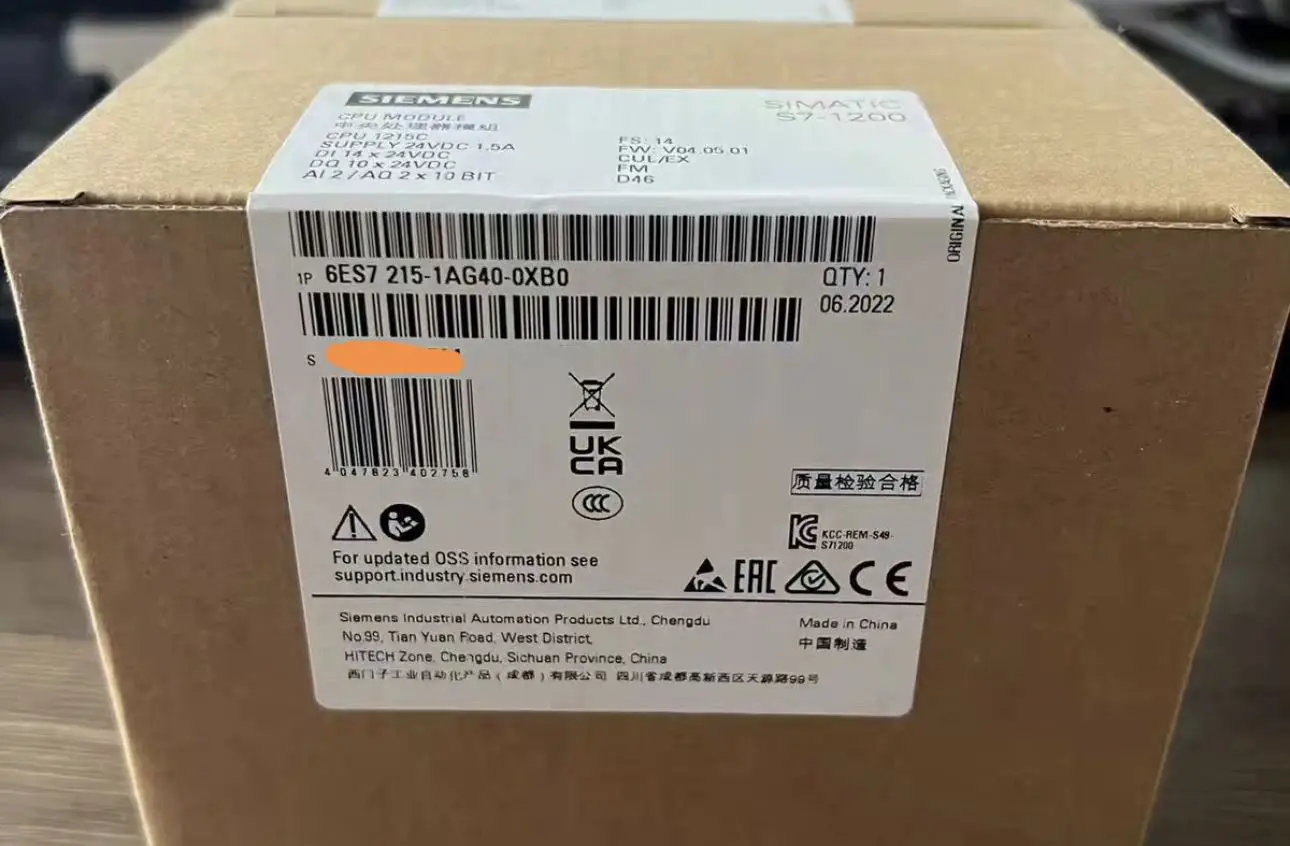 SIEMENS
CPU MODULE
中央处理器模组
CPU 1215C
SUPPLY 24VDC 1.5A
DI 14 x 24VDC
DQ 10 x 24VDC
AI 2 / AQ 2 x 10 BIT
SIMATIC
S7-1200
FS: 14
FW: V04.05.01
CUL/EX
FM
D46
ORIGINAL
1P 6ES7 215-1AG40-0XB0
QTY: 1
06.2022
S
4 047623 402756
UK
CA
CCC
质量检验合格
KCC-REM-S49-
S71200
EAC
CE
For updated OSS information see
support.industry.siemens.com
Siemens Industrial Automation Products Ltd., Chengdu
No.99, Tian Yuan Road, West District,
HITECH Zone, Chengdu, Sichuan Province, China
西门子工业自动化产品（成都）有限公司 四川省成都高新西区天源路99号
Made in China
中国制造